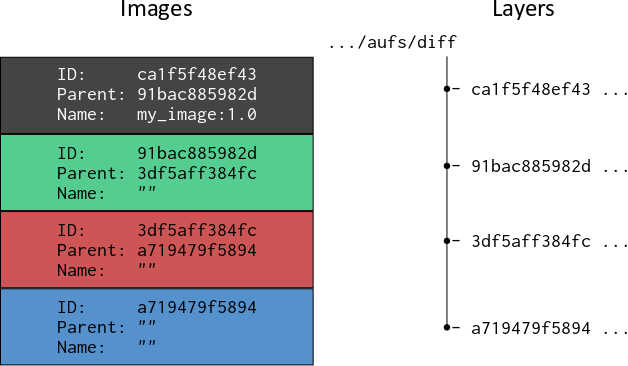 Images
ID: ca1f5f48ef43
Parent: 91bac885982d
Name: my_image:1.0
ID: 91bac885982d
Parent: 3df5aff384fc
Name: ""
ID: 3df5aff384fc
Parent: a719479f5894
Name: ""
ID: a719479f5894
Parent: ""
Name: ""
Layers
.../aufs/diff
ca1f5f48ef43 ...
91bac885982d ...
3df5aff384fc ...
a719479f5894 ...